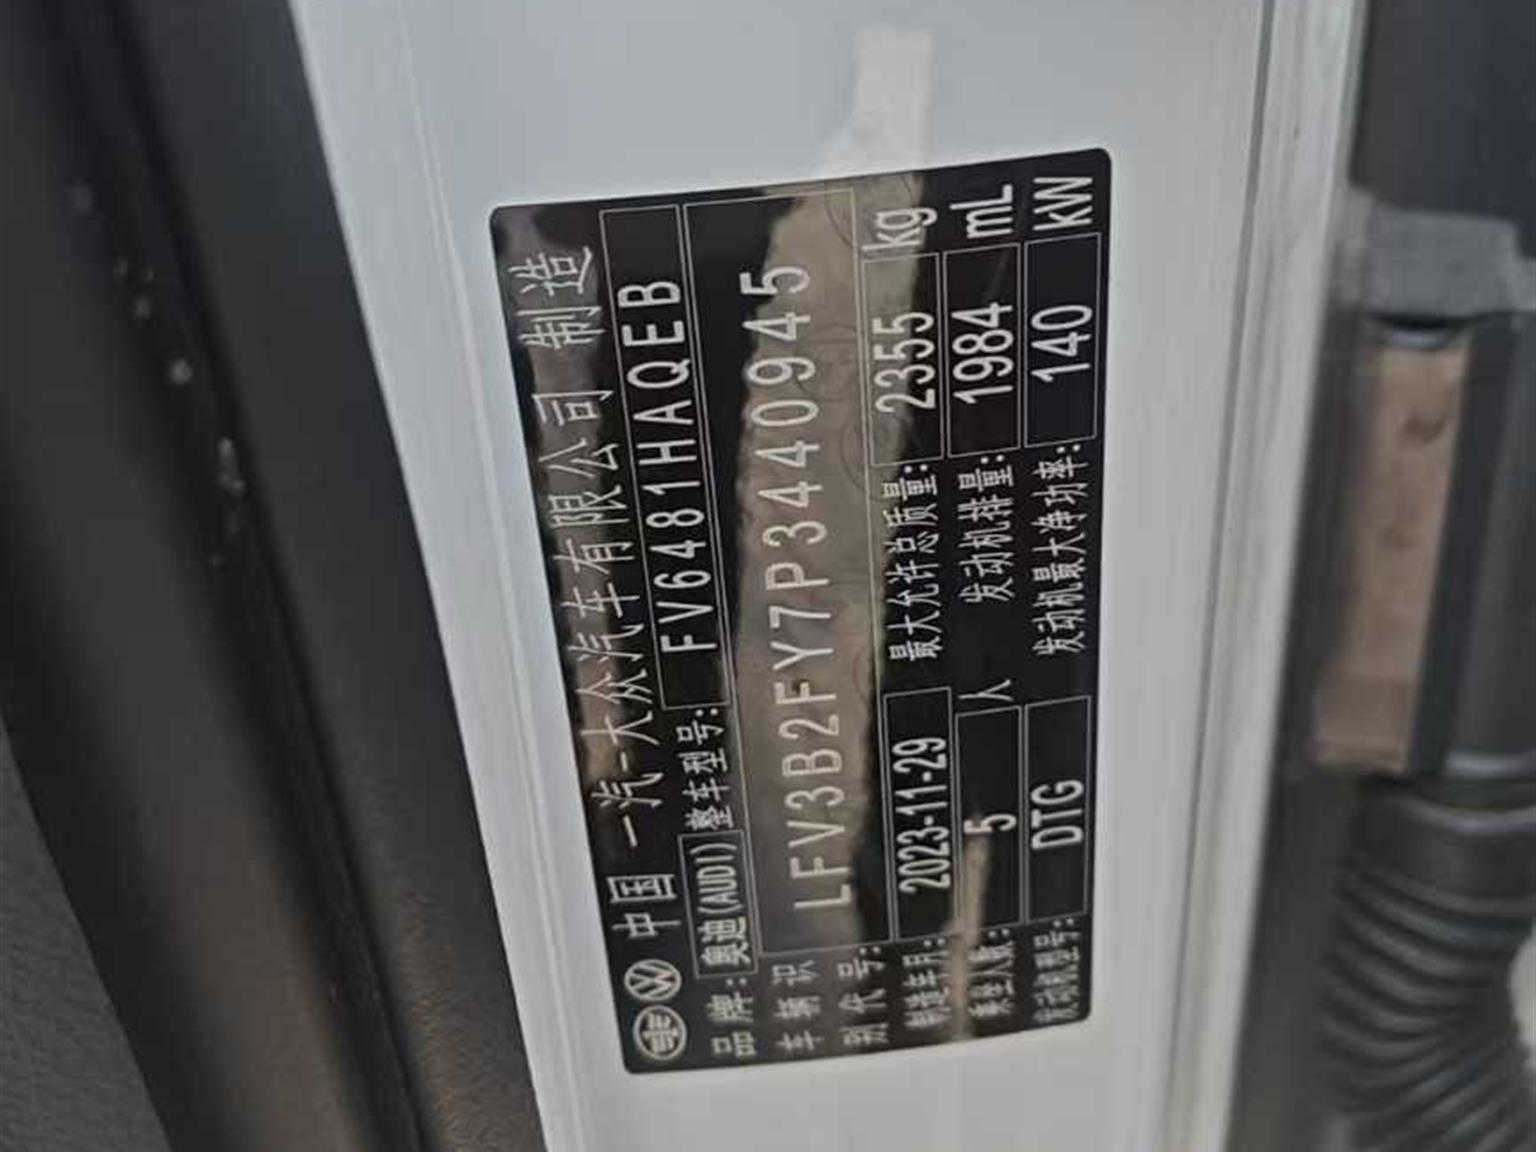 中国 一汽-大众汽车有限公司 制造
品牌: 奥迪(AUDI) 整车型号: FV6481HAQEB
车辆识别代号: LFV3B2FY7P3440945
制造年月: 2023-11-29 最大允许总质量: 2355 kg
乘坐人数: 5 人 发动机排量: 1984 mL
发动机型号: DTG 发动机最大净功率: 140 kW